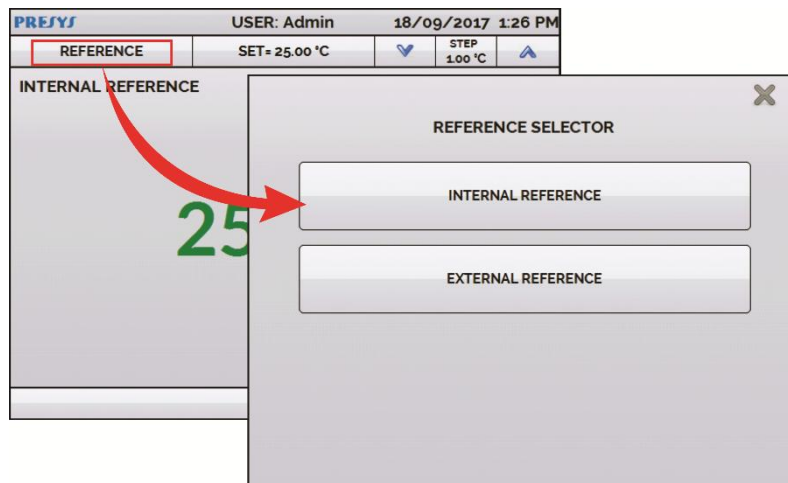 PRESYS USER: Admin 18/09/2017 1:26 PM
REFERENCE SET= 25.00 °C STEP 1.00 °C
INTERNAL REFERENCE
25
REFERENCE SELECTOR
INTERNAL REFERENCE
EXTERNAL REFERENCE